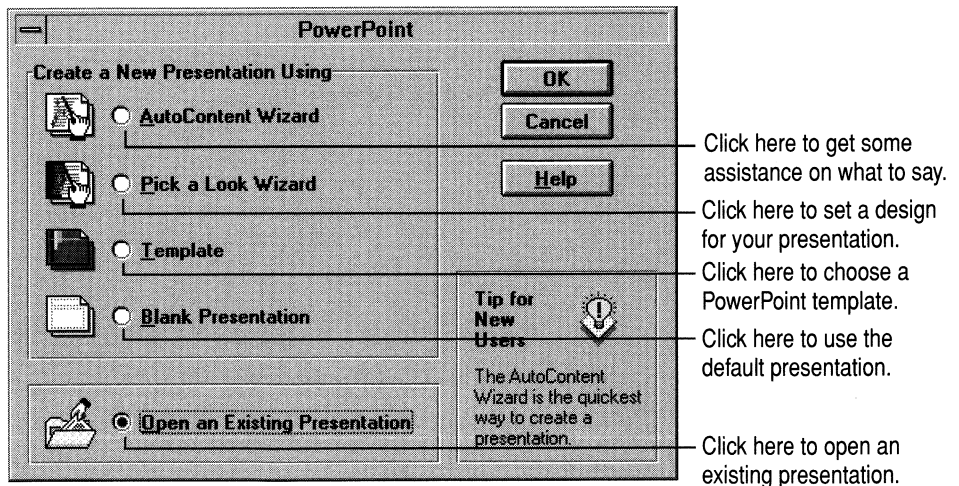 PowerPoint
Create a New Presentation Using
AutoContent Wizard
Pick a Look Wizard
Template
Blank Presentation
Open an Existing Presentation
OK
Cancel
Help
Tip for
New
Users
The AutoContent
Wizard is the quickest
way to create a
presentation.
Click here to get some
assistance on what to say.
Click here to set a design
for your presentation.
Click here to choose a
PowerPoint template.
Click here to use the
default presentation.
Click here to open an
existing presentation.